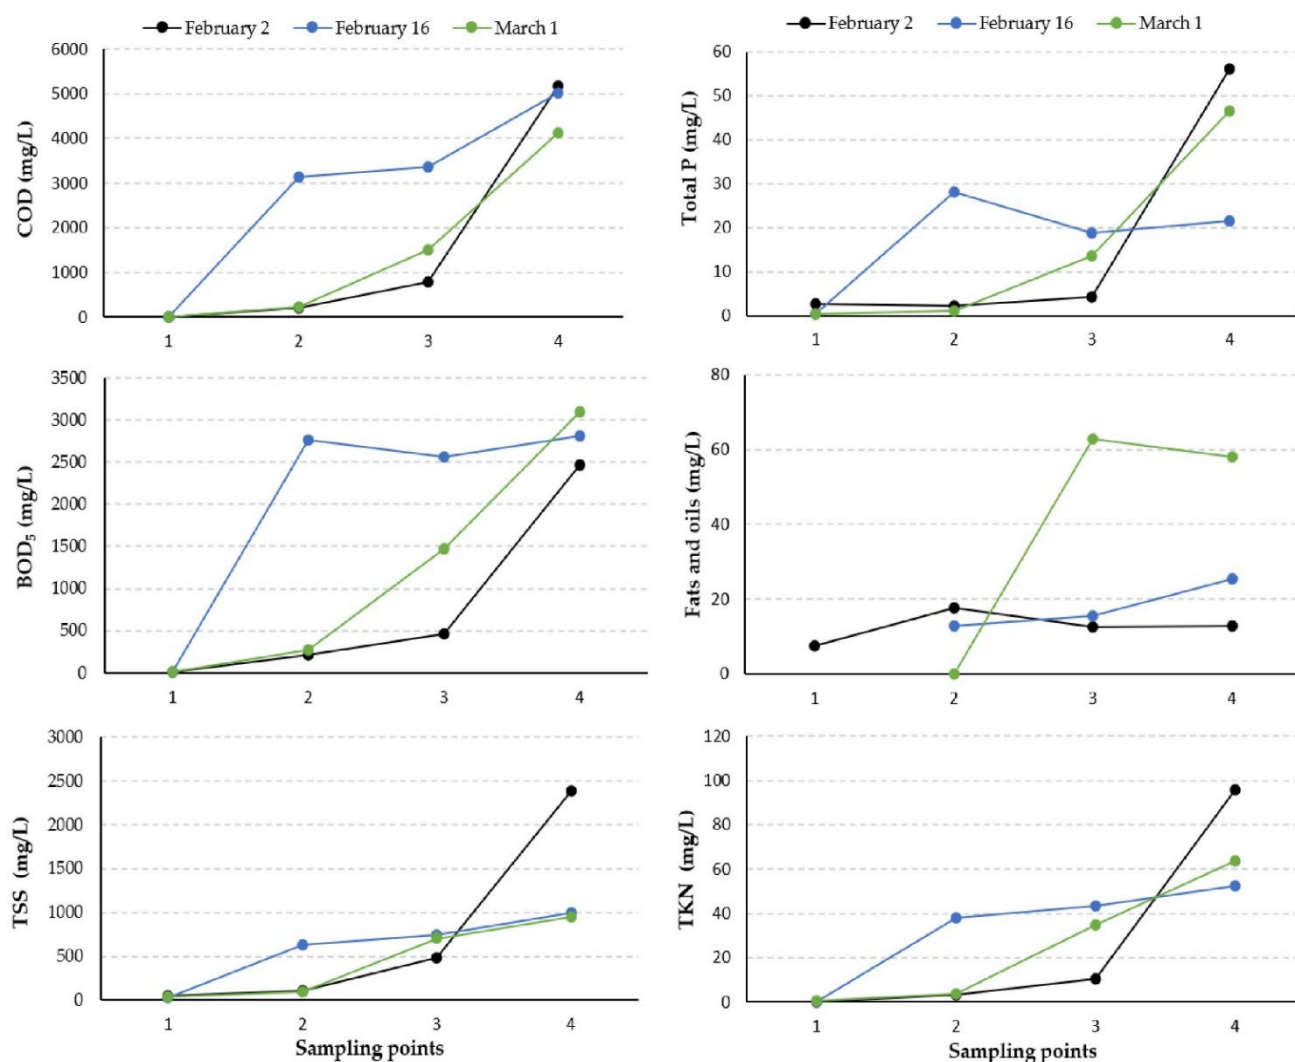 February 2 February 16 March 1
COD (mg/L)
6000
5000
4000
3000
2000
1000
0
1 2 3 4
February 2 February 16 March 1
Total P (mg/L)
60
50
40
30
20
10
0
1 2 3 4
BOD₅ (mg/L)
3500
3000
2500
2000
1500
1000
500
0
1 2 3 4
Fats and oils (mg/L)
80
60
40
20
0
1 2 3 4
TSS (mg/L)
3000
2500
2000
1500
1000
500
0
1 2 3 4
Sampling points
TKN (mg/L)
120
100
80
60
40
20
0
1 2 3 4
Sampling points